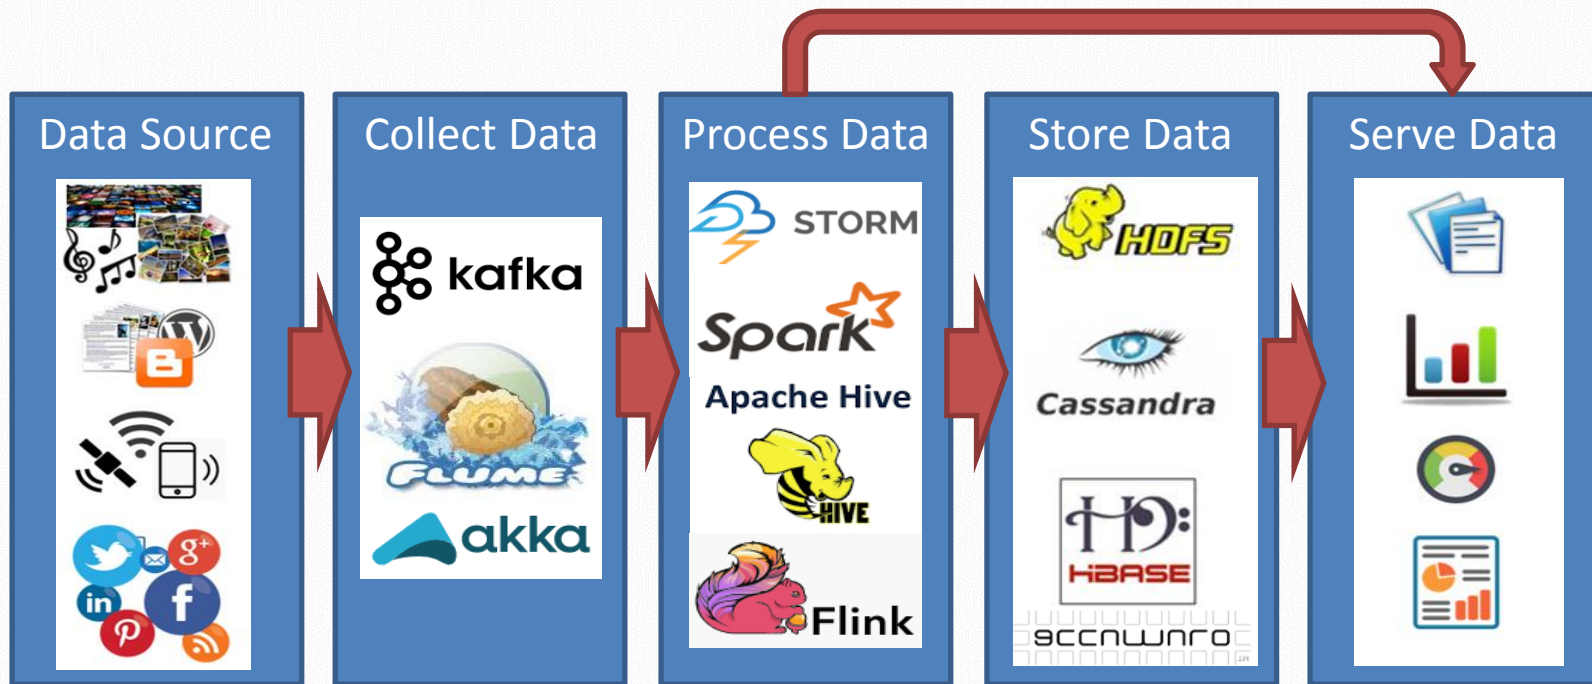 Data Source
Collect Data
Process Data
Store Data
Serve Data
kafka
FLUME
akka
STORM
Spark
Apache Hive
HIVE
Flink
HDFS
Cassandra
HBASE
g+
in
f